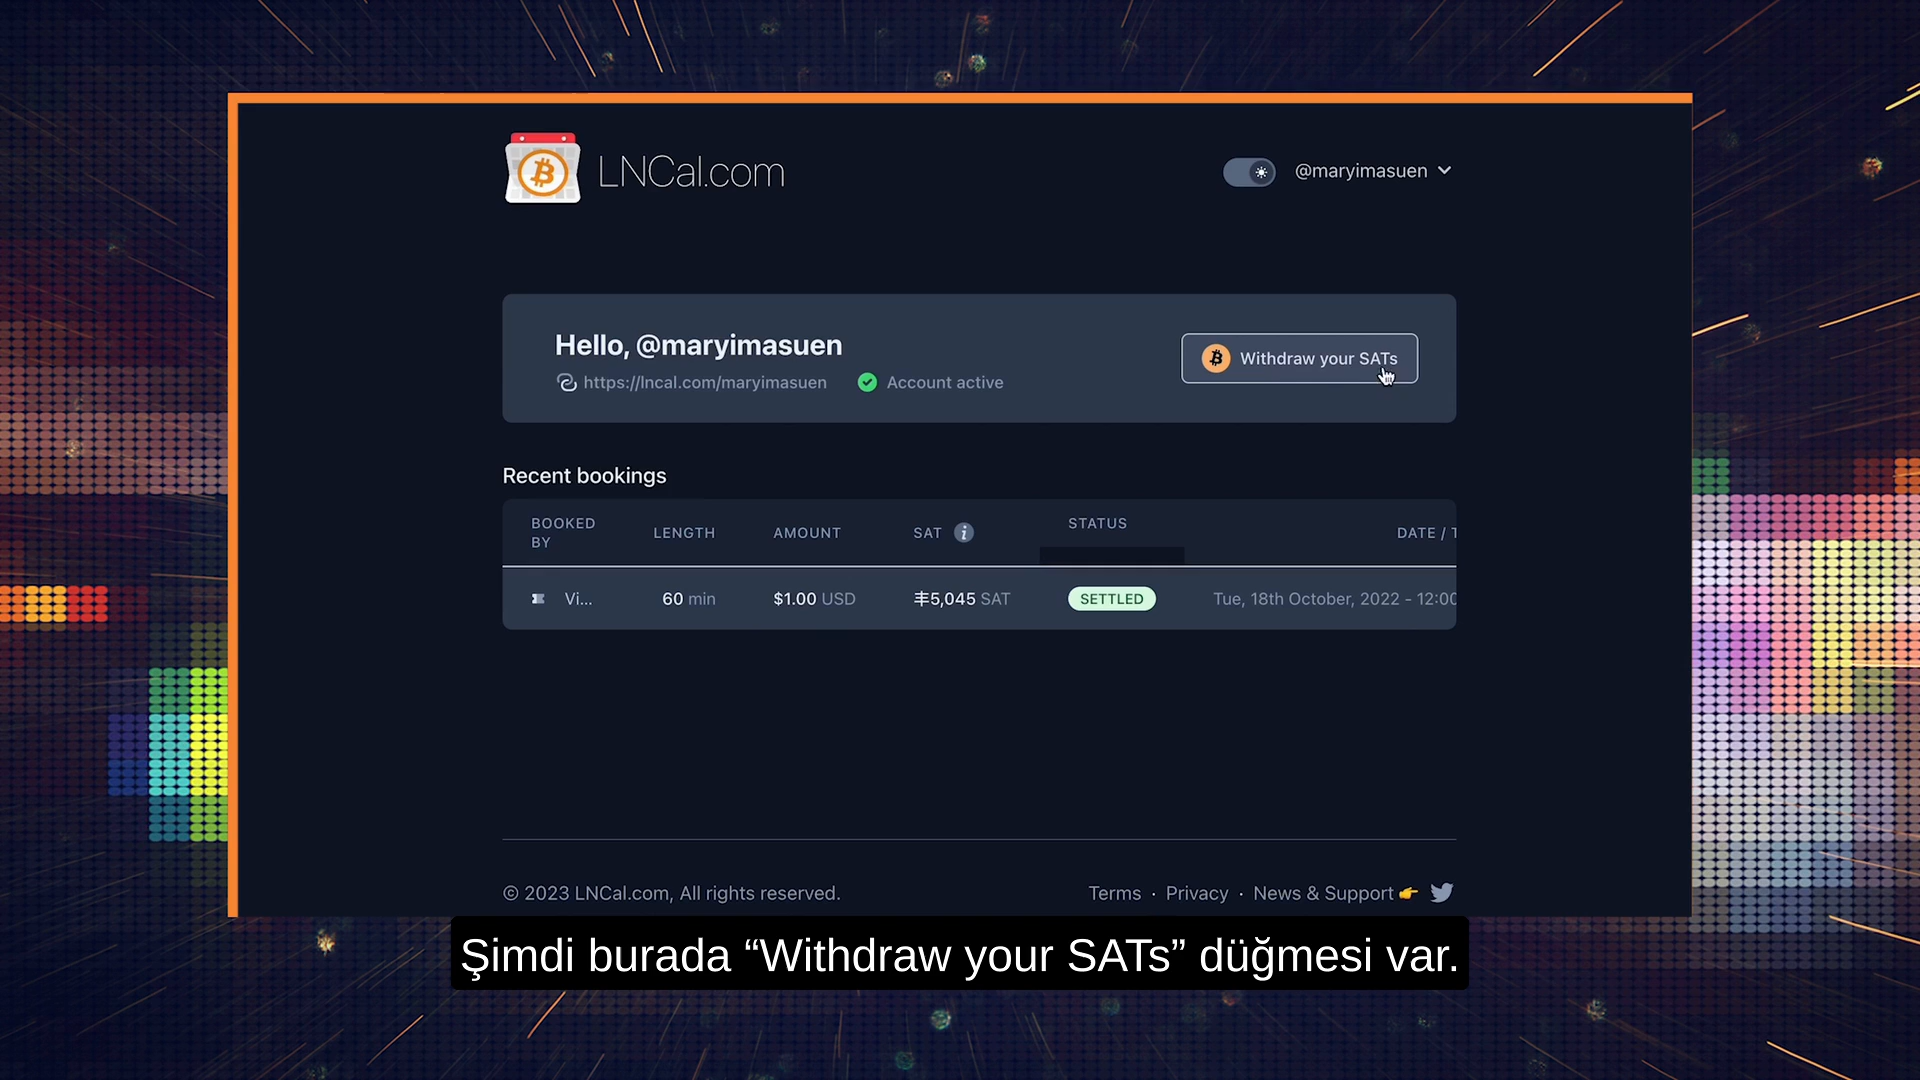 LNCal.com
@maryimasuen
Hello, @maryimasuen
https://lncal.com/maryimasuen Account active
Withdraw your SATs
Recent bookings
BOOKED BY LENGTH AMOUNT SAT STATUS DATE / T
Vi... 60 min $1.00 USD 丰5,045 SAT SETTLED Tue, 18th October, 2022 - 12:00
© 2023 LNCal.com, All rights reserved.
Terms · Privacy · News & Support 👉
Şimdi burada “Withdraw your SATs” düğmesi var.